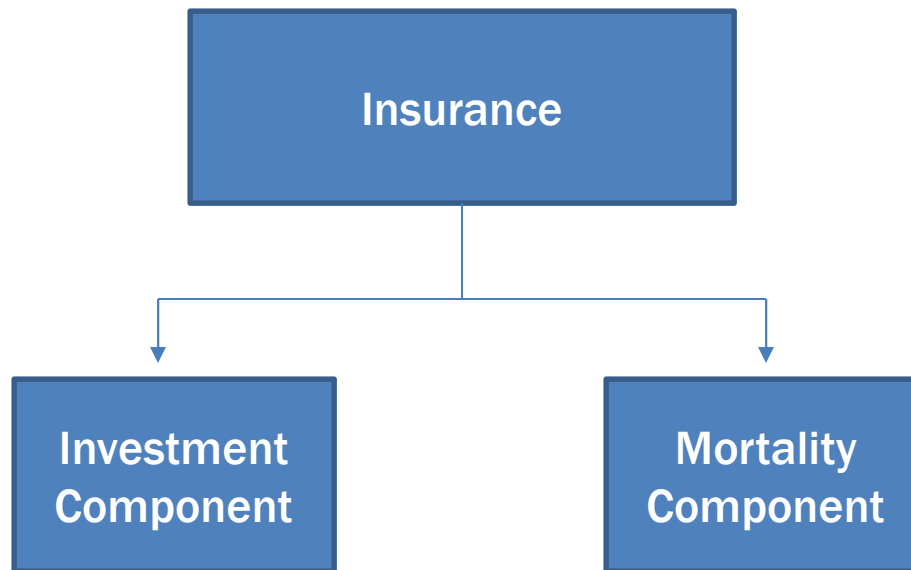 Insurance
Investment
Component
Mortality
Component